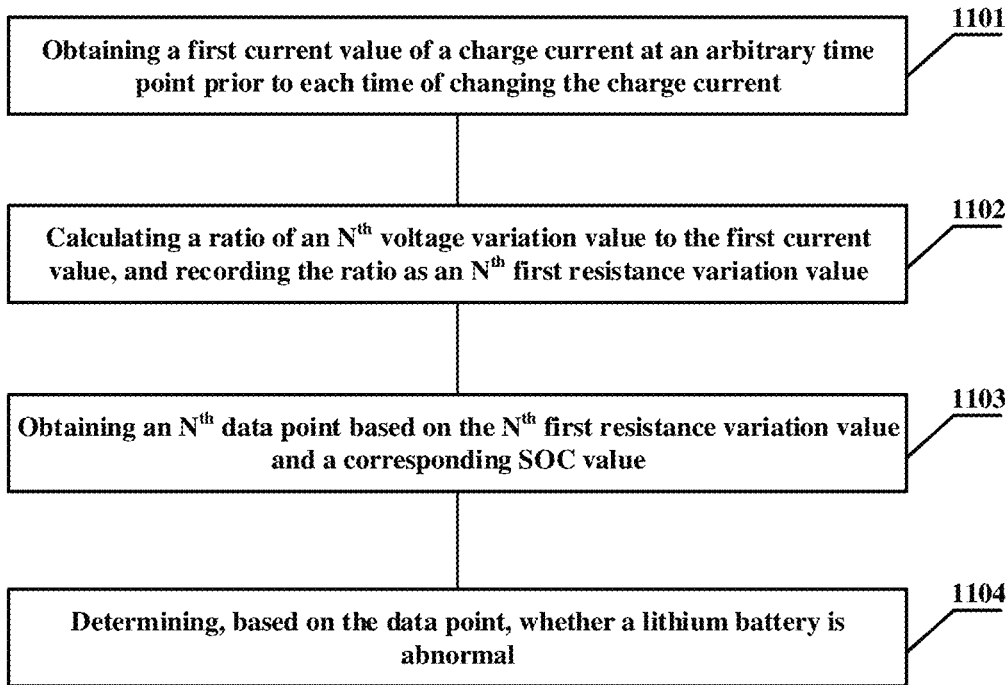 1101
Obtaining a first current value of a charge current at an arbitrary time
point prior to each time of changing the charge current
1102
Calculating a ratio of an Nth voltage variation value to the first current
value, and recording the ratio as an Nth first resistance variation value
1103
Obtaining an Nth data point based on the Nth first resistance variation value
and a corresponding SOC value
1104
Determining, based on the data point, whether a lithium battery is
abnormal